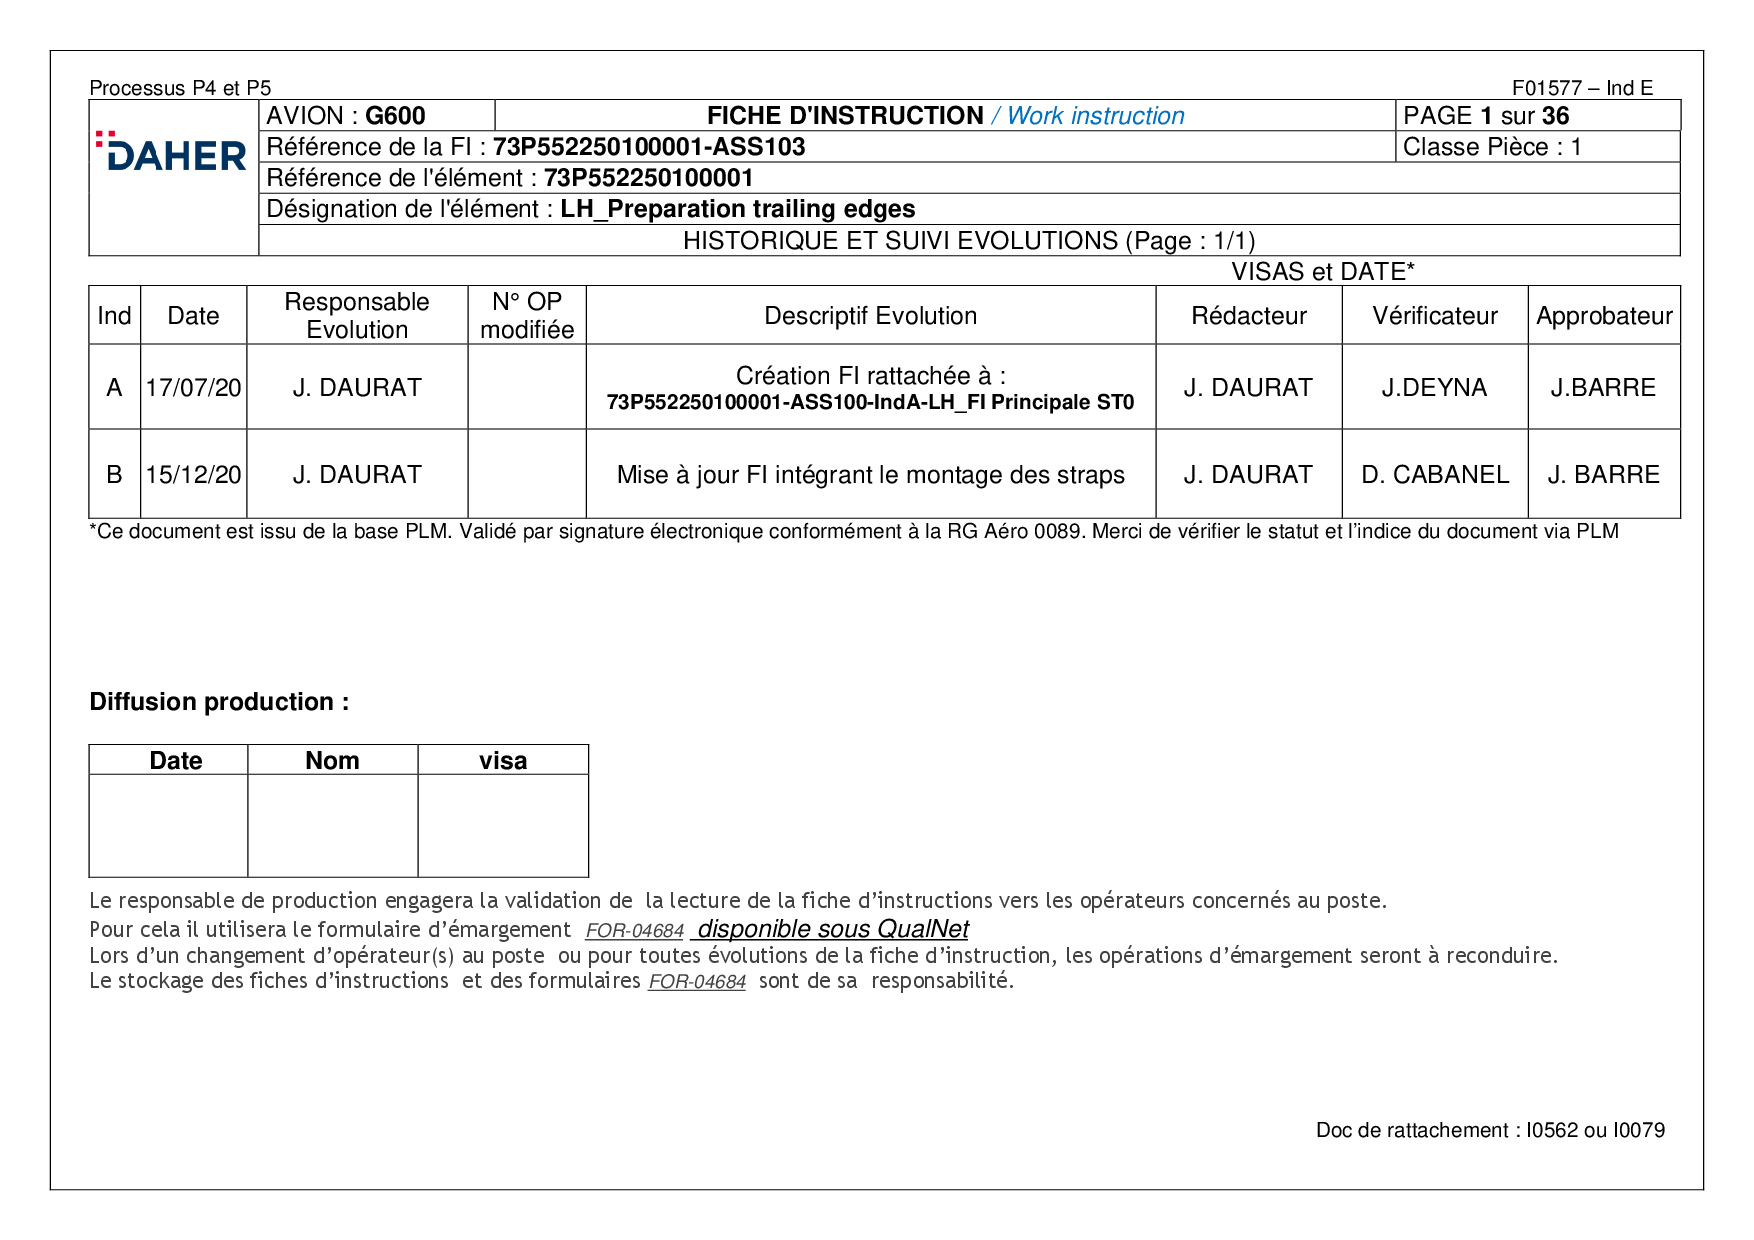 Processus P4 et P5
F01577 – Ind E
DAHER
AVION : G600
FICHE D'INSTRUCTION / Work instruction
PAGE 1 sur 36
Référence de la FI : 73P552250100001-ASS103
Classe Pièce : 1
Référence de l'élément : 73P552250100001
Désignation de l'élément : LH_Preparation trailing edges
HISTORIQUE ET SUIVI EVOLUTIONS (Page : 1/1)
VISAS et DATE*
Ind
Date
Responsable
Evolution
N° OP
modifiée
Descriptif Evolution
Rédacteur
Vérificateur
Approbateur
A
17/07/20
J. DAURAT
Création FI rattachée à :
73P552250100001-ASS100-IndA-LH_FI Principale ST0
J. DAURAT
J.DEYNA
J.BARRE
B
15/12/20
J. DAURAT
Mise à jour FI intégrant le montage des straps
J. DAURAT
D. CABANEL
J. BARRE
*Ce document est issu de la base PLM. Validé par signature électronique conformément à la RG Aéro 0089. Merci de vérifier le statut et l’indice du document via PLM
Diffusion production :
Date
Nom
visa
Le responsable de production engagera la validation de la lecture de la fiche d’instructions vers les opérateurs concernés au poste.
Pour cela il utilisera le formulaire d’émargement FOR-04684 disponible sous QualNet
Lors d’un changement d’opérateur(s) au poste ou pour toutes évolutions de la fiche d’instruction, les opérations d’émargement seront à reconduire.
Le stockage des fiches d’instructions et des formulaires FOR-04684 sont de sa responsabilité.
Doc de rattachement : I0562 ou I0079